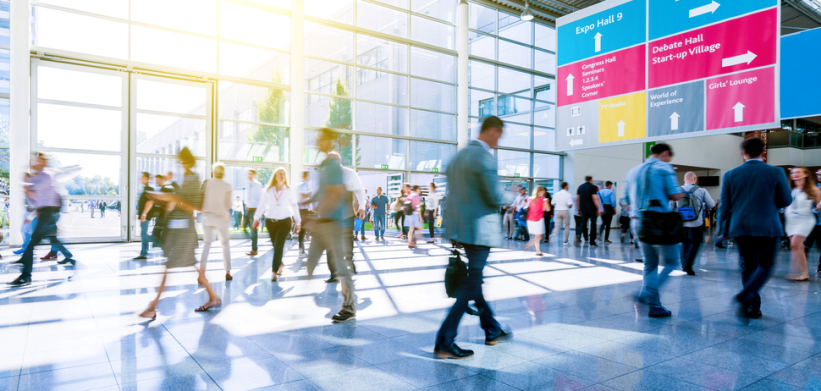 Expo Hall 9
Debate Hall
Start-up Village
Congress Hall
Seminars
1,2,3,4
Speakers'
Corner
World of
Experience
Girls' Lounge